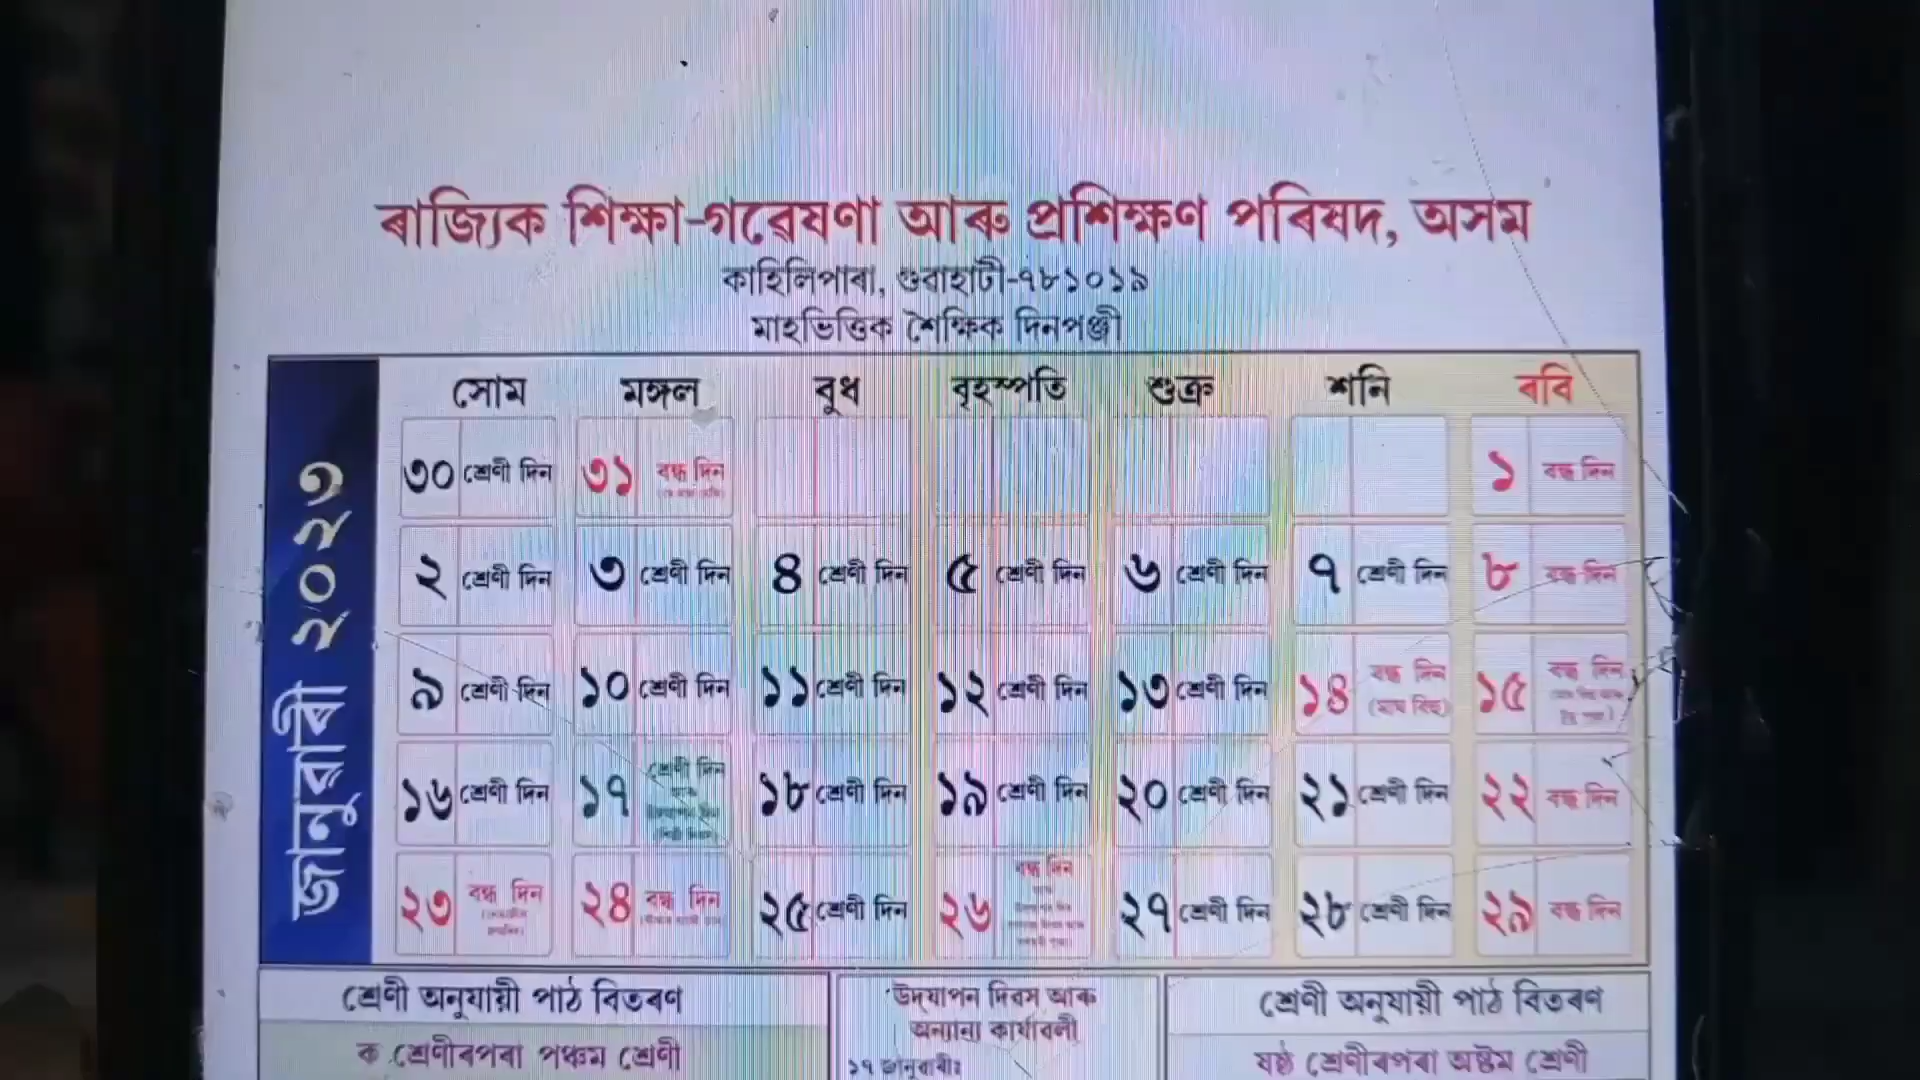 ৰাজ্যিক শিক্ষা-গৱেষণা আৰু প্ৰশিক্ষণ পৰিষদ, অসম
কাহিলিপাৰা, গুৱাহাটী-৭৮১০১৯
মাহভিত্তিক শৈক্ষিক দিনপঞ্জী
জানুৱাৰী ২০২৩
সোম মঙ্গল বুধ বৃহস্পতি শুক্ৰ শনি ৰবি
৩০ শ্ৰেণী দিন ৩১ বন্ধ দিন ১ বন্ধ দিন
২ শ্ৰেণী দিন ৩ শ্ৰেণী দিন ৪ শ্ৰেণী দিন ৫ শ্ৰেণী দিন ৬ শ্ৰেণী দিন ৭ শ্ৰেণী দিন ৮ বন্ধ দিন
৯ শ্ৰেণী দিন ১০ শ্ৰেণী দিন ১১ শ্ৰেণী দিন ১২ শ্ৰেণী দিন ১৩ শ্ৰেণী দিন ১৪ বন্ধ দিন (মাঘ বিহু) ১৫ বন্ধ দিন
১৬ শ্ৰেণী দিন ১৭ শ্ৰেণী দিন ১৮ শ্ৰেণী দিন ১৯ শ্ৰেণী দিন ২০ শ্ৰেণী দিন ২১ শ্ৰেণী দিন ২২ বন্ধ দিন
২৩ বন্ধ দিন ২৪ বন্ধ দিন ২৫ শ্ৰেণী দিন ২৬ বন্ধ দিন ২৭ শ্ৰেণী দিন ২৮ শ্ৰেণী দিন ২৯ বন্ধ দিন
শ্ৰেণী অনুযায়ী পাঠ বিতৰণ
ক শ্ৰেণীৰপৰা পঞ্চম শ্ৰেণী
উদ্‌যাপন দিৱস আৰু
অন্যান্য কাৰ্যাৱলী
১৭ জানুৱাৰীঃ
শ্ৰেণী অনুযায়ী পাঠ বিতৰণ
ষষ্ঠ শ্ৰেণীৰপৰা অষ্টম শ্ৰেণী